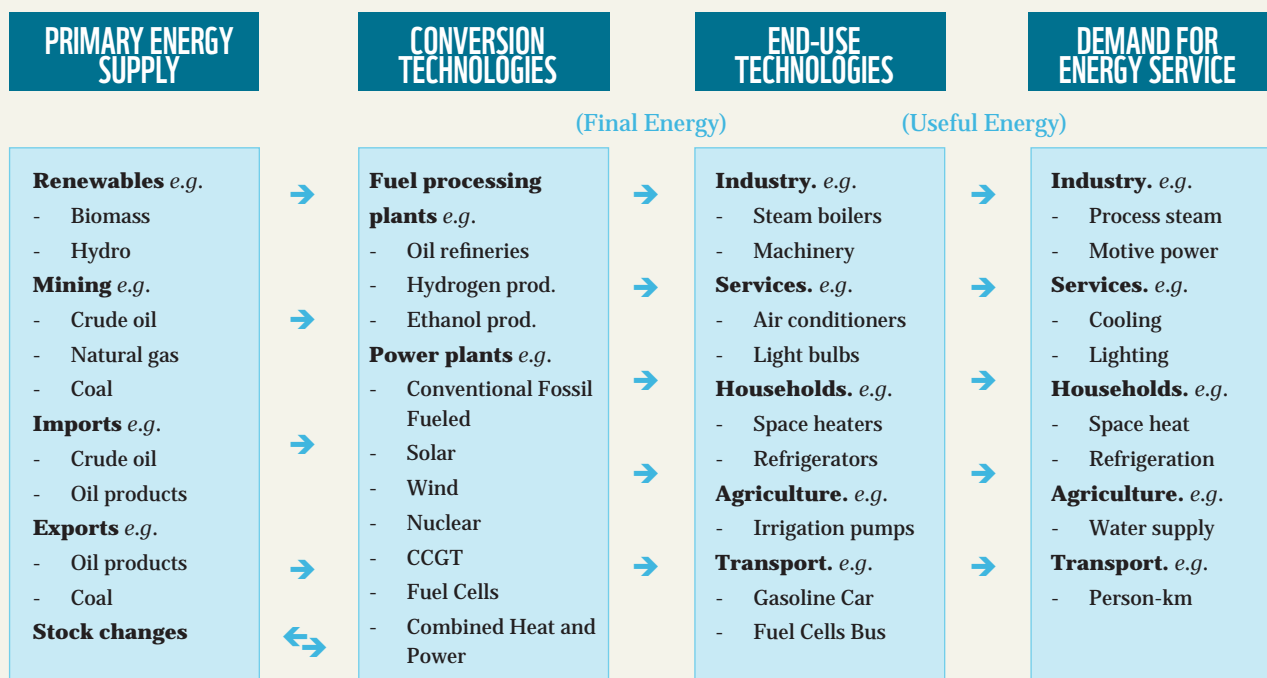 PRIMARY ENERGY
SUPPLY
CONVERSION
TECHNOLOGIES
END-USE
TECHNOLOGIES
DEMAND FOR
ENERGY SERVICE
(Final Energy)
(Useful Energy)
Renewables e.g.
- Biomass
- Hydro
Mining e.g.
- Crude oil
- Natural gas
- Coal
Imports e.g.
- Crude oil
- Oil products
Exports e.g.
- Oil products
- Coal
Stock changes
Fuel processing
plants e.g.
- Oil refineries
- Hydrogen prod.
- Ethanol prod.
Power plants e.g.
- Conventional Fossil
Fueled
- Solar
- Wind
- Nuclear
- CCGT
- Fuel Cells
- Combined Heat and
Power
Industry. e.g.
- Steam boilers
- Machinery
Services. e.g.
- Air conditioners
- Light bulbs
Households. e.g.
- Space heaters
- Refrigerators
Agriculture. e.g.
- Irrigation pumps
Transport. e.g.
- Gasoline Car
- Fuel Cells Bus
Industry. e.g.
- Process steam
- Motive power
Services. e.g.
- Cooling
- Lighting
Households. e.g.
- Space heat
- Refrigeration
Agriculture. e.g.
- Water supply
Transport. e.g.
- Person-km